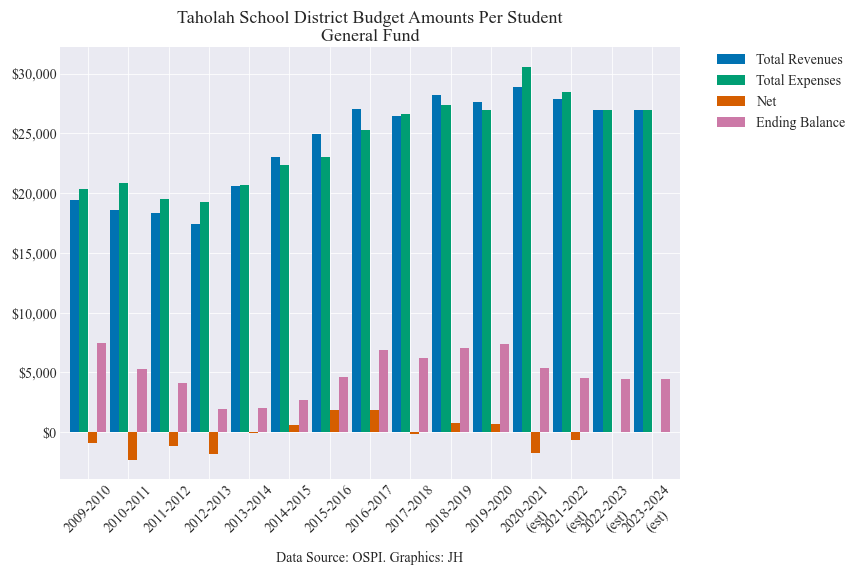 Taholah School District Budget Amounts Per Student
General Fund
Total Revenues
Total Expenses
Net
Ending Balance
$30,000
$25,000
$20,000
$15,000
$10,000
$5,000
$0
2009-2010
2010-2011
2011-2012
2012-2013
2013-2014
2014-2015
2015-2016
2016-2017
2017-2018
2018-2019
2019-2020
2020-2021
(est)
2021-2022
(est)
2022-2023
(est)
2023-2024
(est)
Data Source: OSPI. Graphics: JH